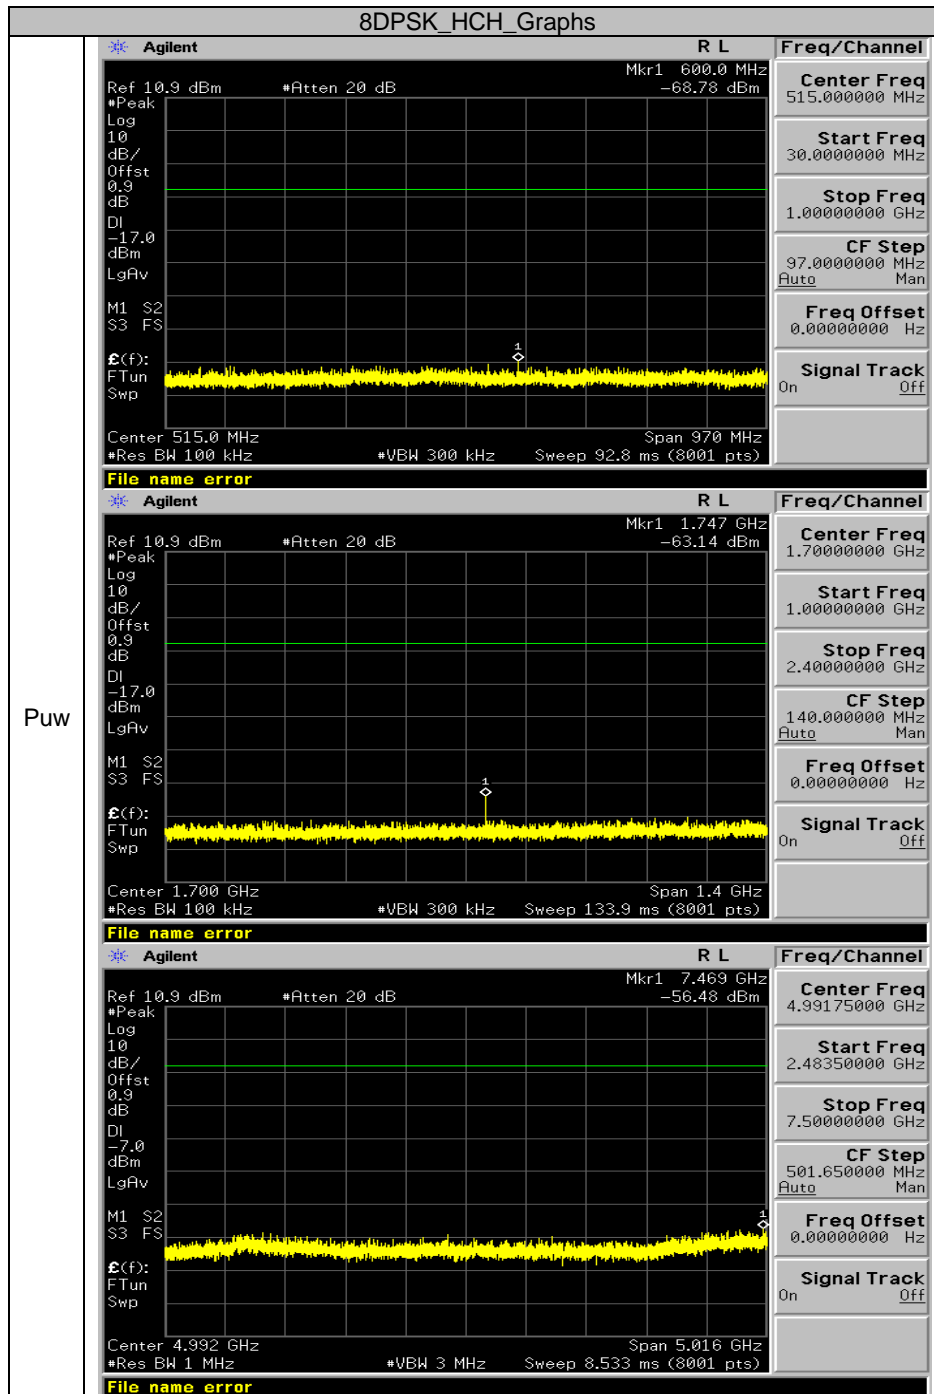 8DPSK_HCH_Graphs
Puw
Agilent R L
Mkr1 600.0 MHz
Ref 10.9 dBm #Atten 20 dB -68.78 dBm
#Peak
Log
10
dB/
Offst
0.9
dB
DI
-17.0
dBm
LgAv
M1 S2
S3 FS
£(f):
FTun
Swp
1
Center 515.0 MHz Span 970 MHz
#Res BW 100 kHz #VBW 300 kHz Sweep 92.8 ms (8001 pts)
File name error
Freq/Channel
Center Freq
515.000000 MHz
Start Freq
30.0000000 MHz
Stop Freq
1.00000000 GHz
CF Step
97.0000000 MHz
Auto Man
Freq Offset
0.00000000 Hz
Signal Track
On Off
Agilent R L
Mkr1 1.747 GHz
Ref 10.9 dBm #Atten 20 dB -63.14 dBm
#Peak
Log
10
dB/
Offst
0.9
dB
DI
-17.0
dBm
LgAv
M1 S2
S3 FS
£(f):
FTun
Swp
1
Center 1.700 GHz Span 1.4 GHz
#Res BW 100 kHz #VBW 300 kHz Sweep 133.9 ms (8001 pts)
File name error
Freq/Channel
Center Freq
1.70000000 GHz
Start Freq
1.00000000 GHz
Stop Freq
2.40000000 GHz
CF Step
140.000000 MHz
Auto Man
Freq Offset
0.00000000 Hz
Signal Track
On Off
Agilent R L
Mkr1 7.469 GHz
Ref 10.9 dBm #Atten 20 dB -56.48 dBm
#Peak
Log
10
dB/
Offst
0.9
dB
DI
-7.0
dBm
LgAv
M1 S2
S3 FS
£(f):
FTun
Swp
1
Center 4.992 GHz Span 5.016 GHz
#Res BW 1 MHz #VBW 3 MHz Sweep 8.533 ms (8001 pts)
File name error
Freq/Channel
Center Freq
4.99175000 GHz
Start Freq
2.48350000 GHz
Stop Freq
7.50000000 GHz
CF Step
501.650000 MHz
Auto Man
Freq Offset
0.00000000 Hz
Signal Track
On Off